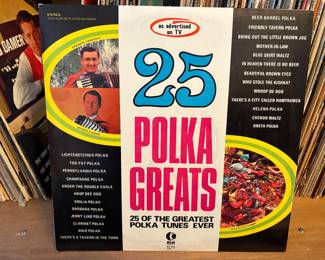 STEREO
as advertised
on TV
25
POLKA
GREATS
25 OF THE GREATEST
POLKA TUNES EVER
BEER BARREL POLKA
FRIENDLY TAVERN POLKA
BRING OUT THE LITTLE BROWN JUG
MOTHER-IN-LAW
BLUE SKIRT WALTZ
IN HEAVEN THERE IS NO BEER
BEAUTIFUL BROWN EYES
WHO STOLE THE KISHKA?
WHOOP DE DOO
THERE'S A CITY CALLED HAMTRAMCK
HELENA POLKA
CUCKOO WALTZ
GRETA POLKA
LICHTENSTEINER POLKA
TOO FAT POLKA
PENNSYLVANIA POLKA
CHAMPAGNE POLKA
UNDER THE DOUBLE EAGLE
HOOP DEE DOO
EMILIA POLKA
BARBARA POLKA
JENNY LIND POLKA
CLARINET POLKA
OHIO POLKA
THERE'S A TAVERN IN THE TOWN
K